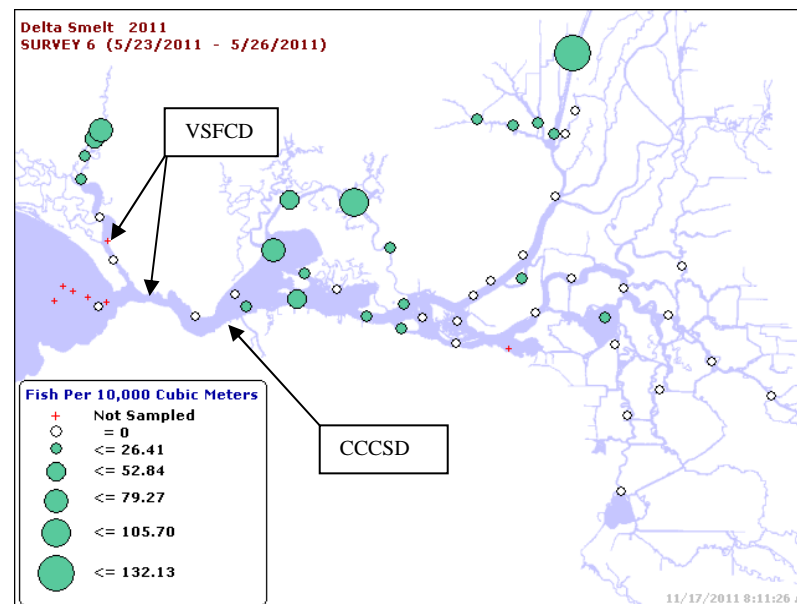 Delta Smelt 2011
SURVEY 6 (5/23/2011 - 5/26/2011)
VSFCD
CCCSD
Fish Per 10,000 Cubic Meters
+ Not Sampled
= 0
<= 26.41
<= 52.84
<= 79.27
<= 105.70
<= 132.13
11/17/2011 8:11:26